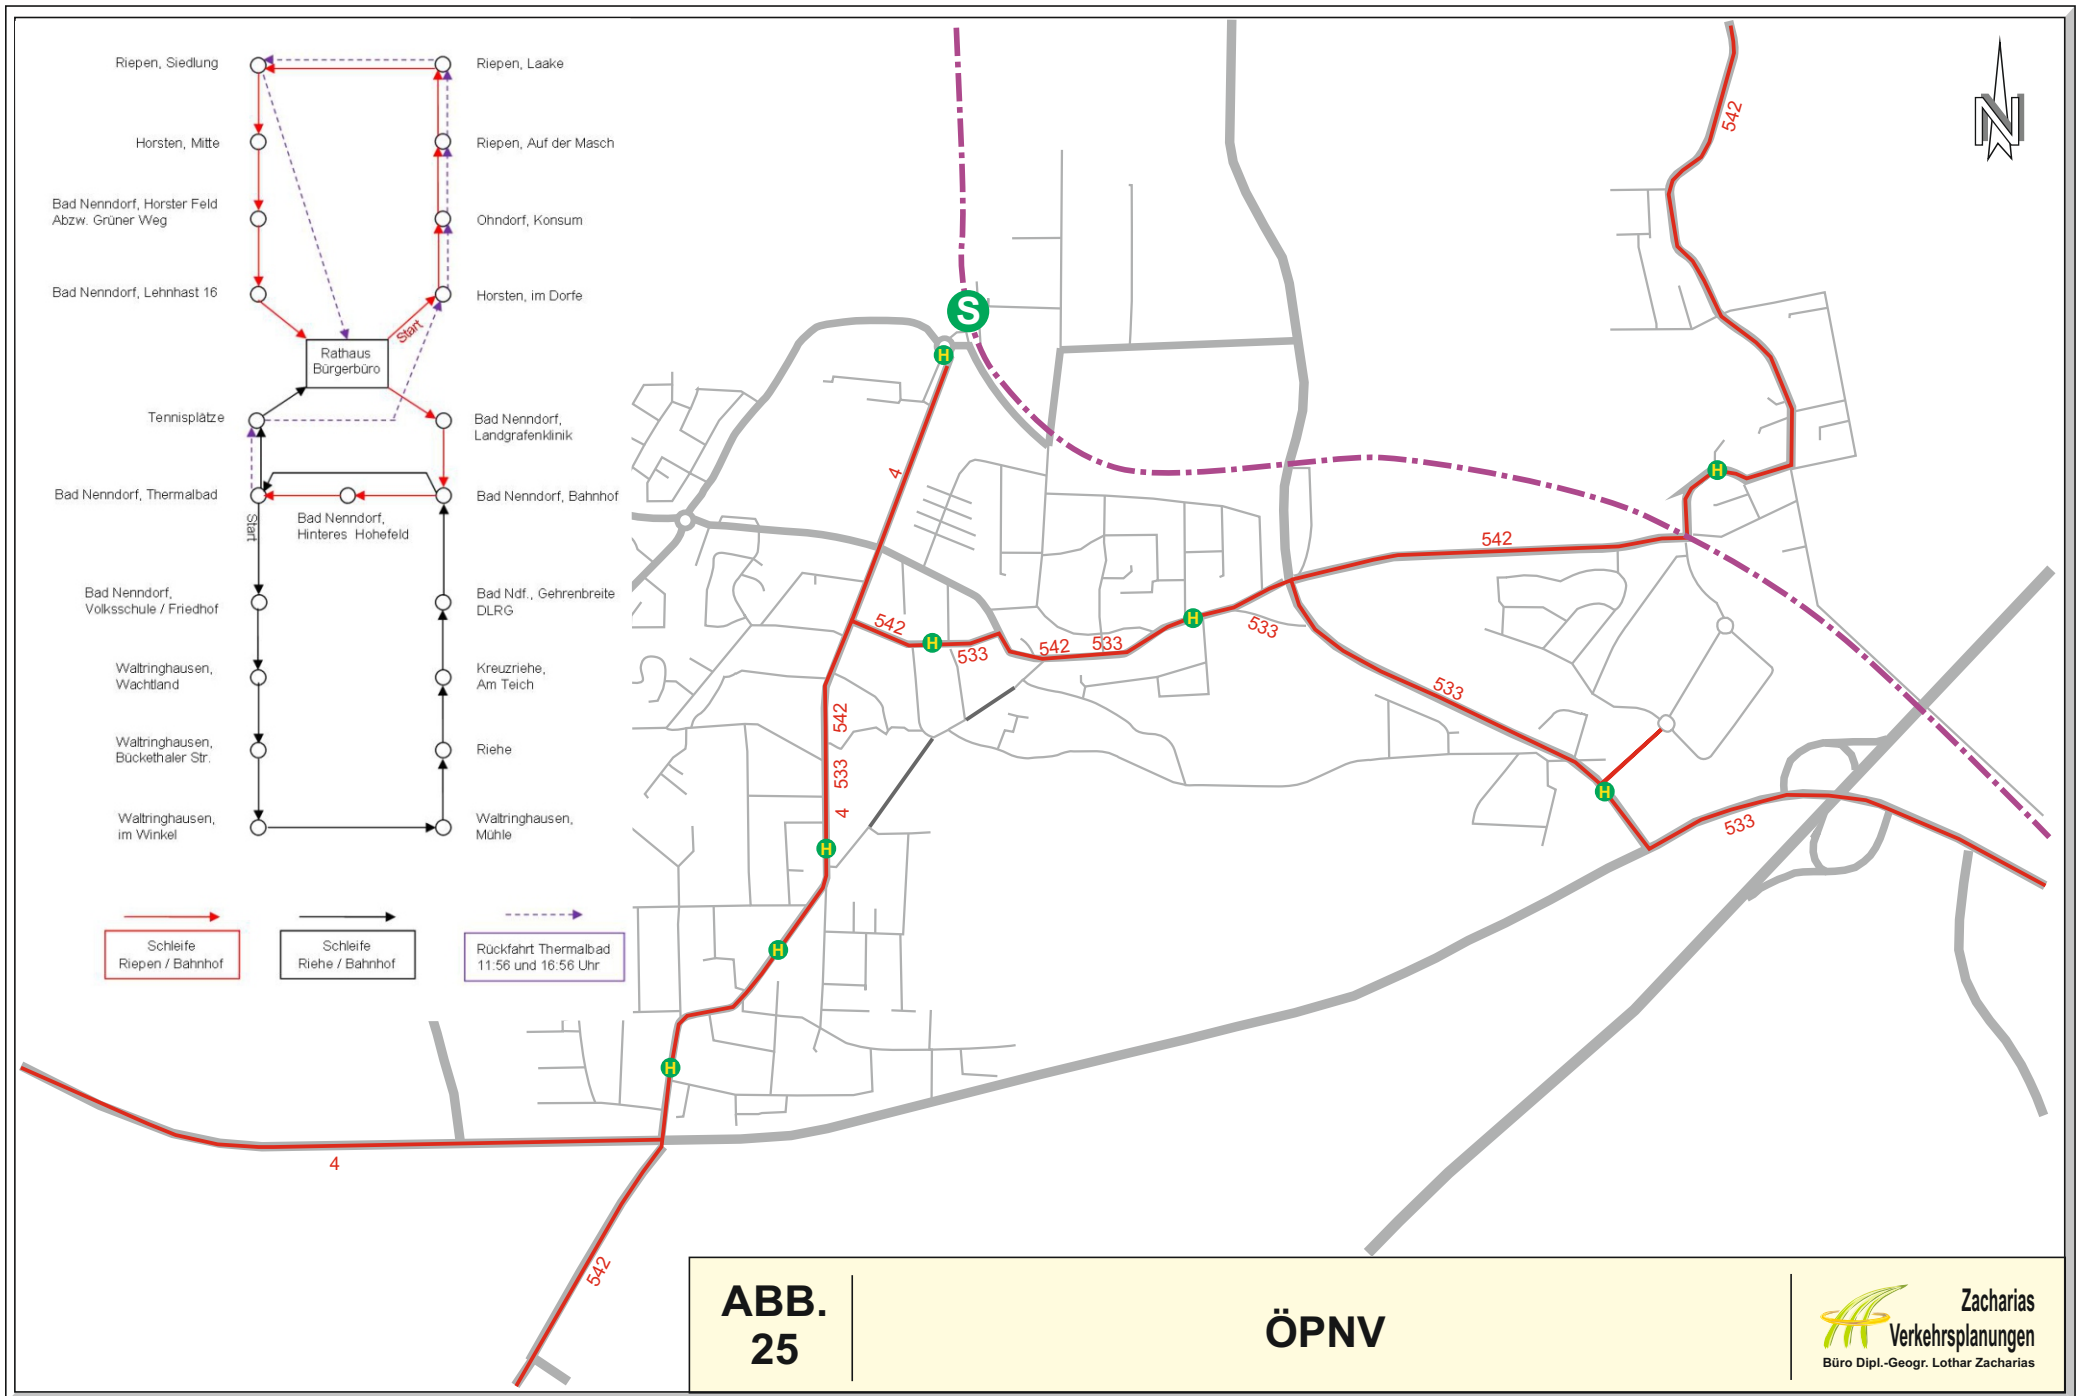 Riepen, Siedlung
Riepen, Laake
Horsten, Mitte
Riepen, Auf der Masch
Bad Nenndorf, Horster Feld
Abzw. Grüner Weg
Ohndorf, Konsum
Bad Nenndorf, Lehnhast 16
Horsten, im Dorfe
Start
Rathaus
Bürgerbüro
Tennisplätze
Bad Nenndorf,
Landgrafenklinik
Bad Nenndorf, Thermalbad
Bad Nenndorf, Bahnhof
Bad Nenndorf,
Hinteres Hohefeld
Start
Bad Nenndorf,
Volksschule / Friedhof
Bad Ndf., Gehrenbreite
DLRG
Waltringhausen,
Wachtland
Kreuzriehe,
Am Teich
Waltringhausen,
Bückethaler Str.
Riehe
Waltringhausen,
im Winkel
Waltringhausen,
Mühle
Schleife
Riepen / Bahnhof
Schleife
Riehe / Bahnhof
Rückfahrt Thermalbad
11:56 und 16:56 Uhr
N
542
S
H
4
H
542
542
H
533
542
533
H
533
533
H
533
542
533
4
H
H
H
4
542
ABB.
25
ÖPNV
Zacharias
Verkehrsplanungen
Büro Dipl.-Geogr. Lothar Zacharias